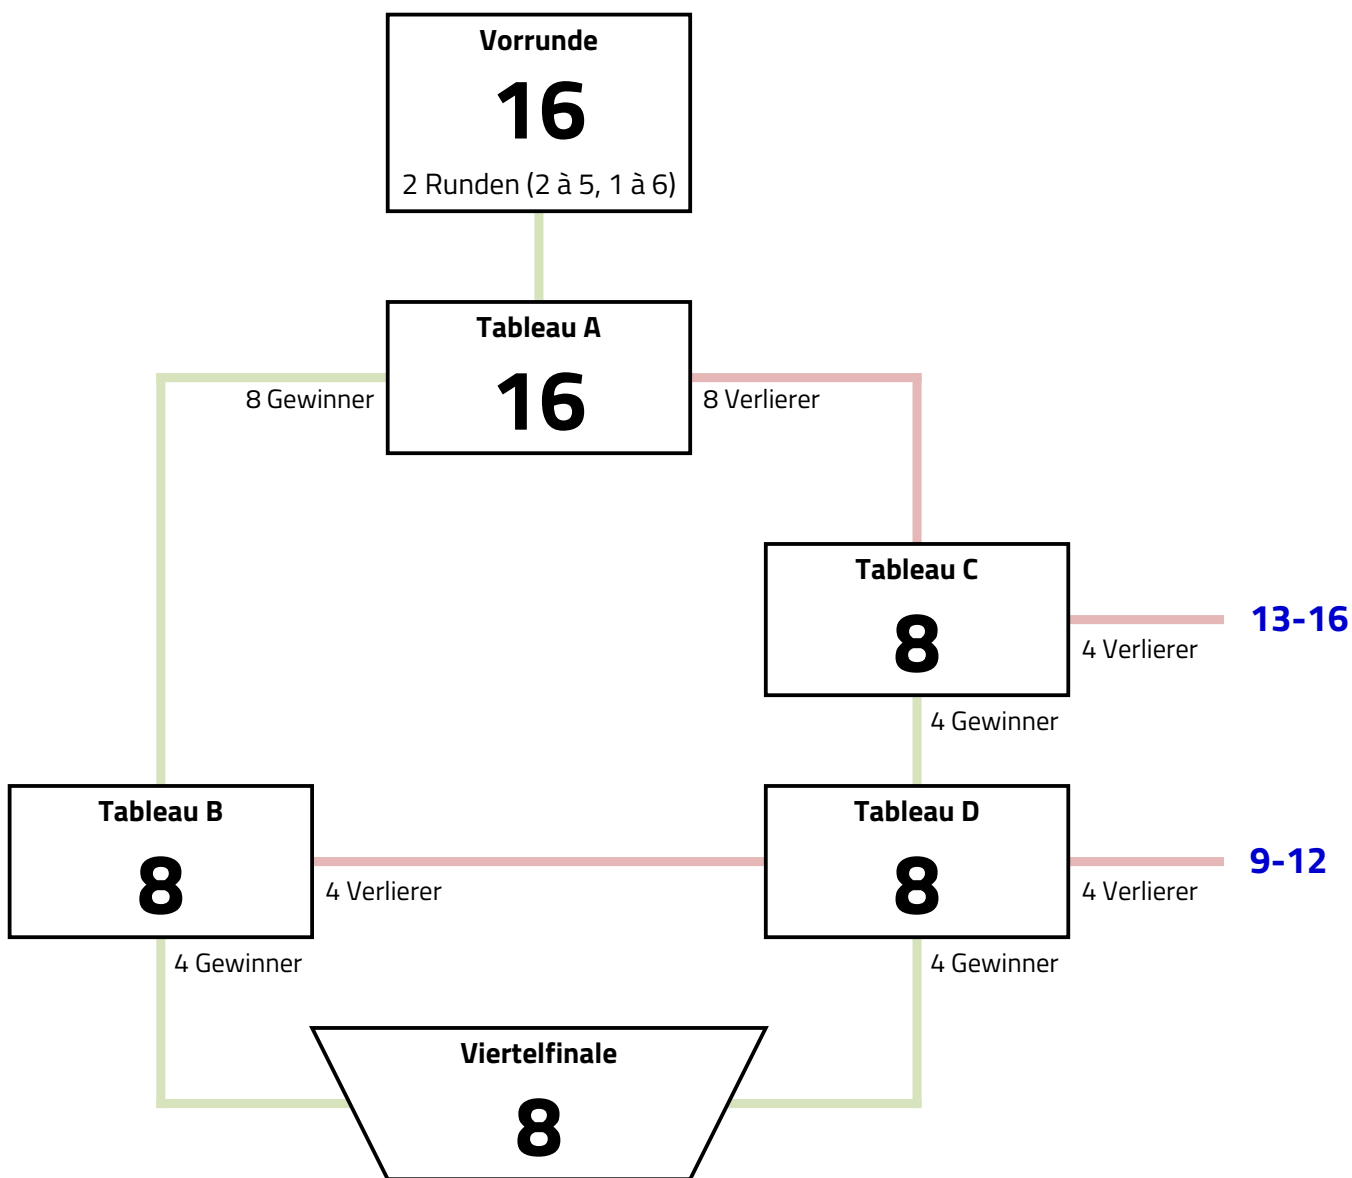 Vorrunde
16
2 Runden (2 à 5, 1 à 6)
Tableau A
16
8 Gewinner
8 Verlierer
Tableau C
8
13-16
4 Verlierer
4 Gewinner
Tableau B
8
4 Verlierer
4 Gewinner
Tableau D
8
9-12
4 Verlierer
4 Gewinner
Viertelfinale
8